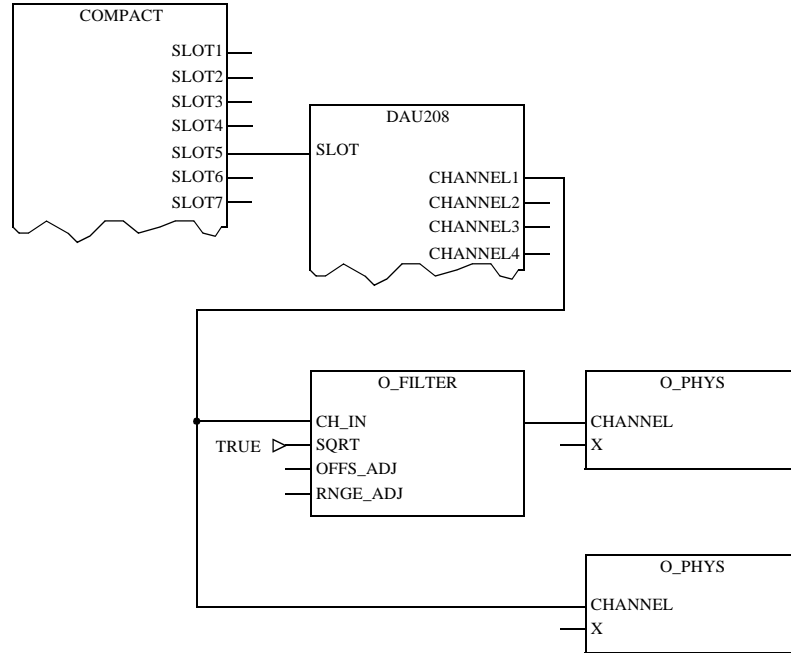 COMPACT
SLOT1
SLOT2
SLOT3
SLOT4
SLOT5
SLOT6
SLOT7
DAU208
SLOT
CHANNEL1
CHANNEL2
CHANNEL3
CHANNEL4
O_FILTER
CH_IN
TRUE
SQRT
OFFS_ADJ
RNGE_ADJ
O_PHYS
CHANNEL
X
O_PHYS
CHANNEL
X